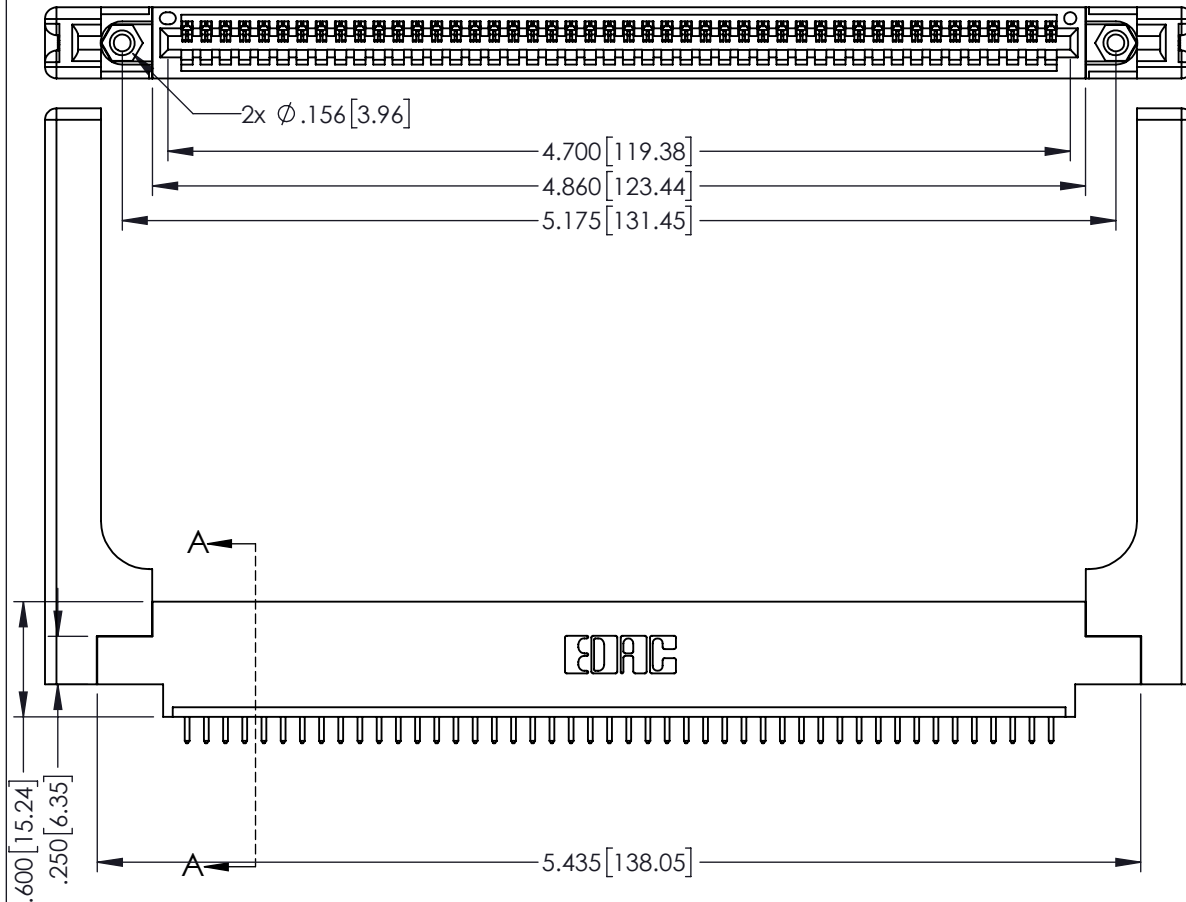 2x Ø.156[3.96]
4.700[119.38]
4.860[123.44]
5.175[131.45]
A
EDAC
.600[15.24]
.250[6.35]
A
5.435[138.05]